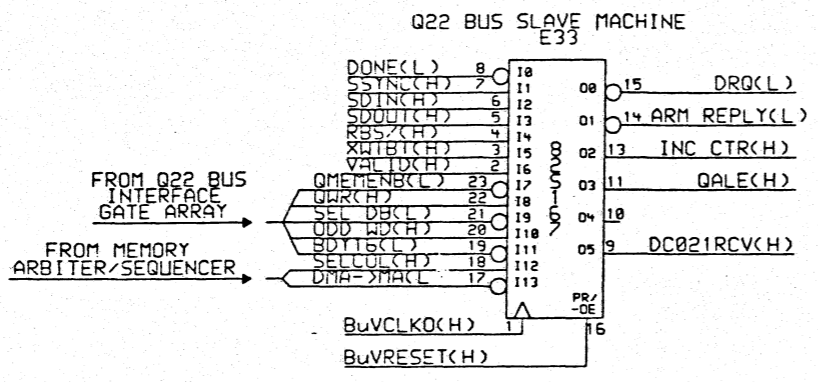 Q22 BUS SLAVE MACHINE
E33
DONE(L) 8 I0
SSYNC(H) 7 I1
SDIN(H) 6 I2
SDOUT(H) 5 I3
RBS7(H) 4 I4
XWTBT(H) 3 I5
VALID(H) 2 I6
QMEMENB(L) 23 I7
QWR(H) 22 I8
SEL DB(L) 21 I9
ODD WD(H) 20 I10
19 I11
SELCOL(H) 18 I12
DMA->MA(L 17 I13
FROM Q22 BUS
INTERFACE
GATE ARRAY
FROM MEMORY
ARBITER/SEQUENCER
82S167
O0 15 DRQ(L)
O1 14 ARM REPLY(L)
O2 13 INC CTR(H)
O3 11 QALE(H)
O4 10
O5 9 DC021RCV(H)
PR/
-OE
BuVCLKO(H) 1
16
BuVRESET(H)